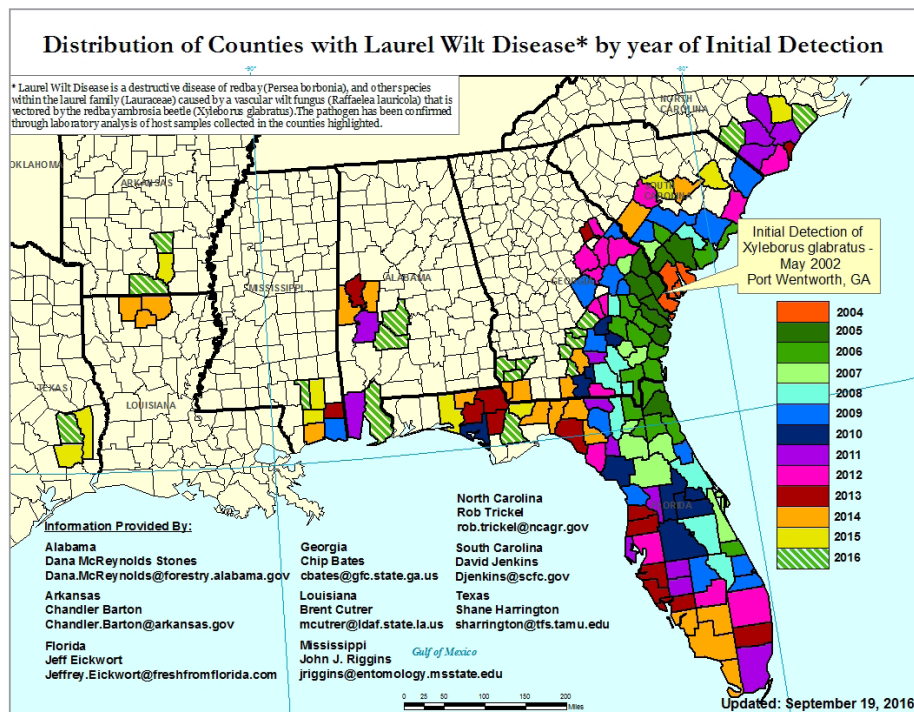 Distribution of Counties with Laurel Wilt Disease* by year of Initial Detection
-90°
-80°
* Laurel Wilt Disease is a destructive disease of redbay (Persea borbonia), and other species
within the laurel family (Lauraceae) caused by a vascular wilt fungus (Raffaelea lauricola) that is
vectored by the redbay ambrosia beetle (Xyleborus glabratus). The pathogen has been confirmed
through laboratory analysis of host samples collected in the counties highlighted.
NORTH
CAROLINA
OKLAHOMA
ARKANSAS
SOUTH
CAROLINA
Initial Detection of
Xyleborus glabratus -
May 2002
Port Wentworth, GA
MISSISSIPPI
ALABAMA
GEORGIA
2004
2005
2006
2007
2008
2009
2010
2011
2012
2013
2014
2015
2016
TEXAS
LOUISIANA
FLORIDA
Information Provided By:
Alabama
Dana McReynolds Stones
Dana.McReynolds@forestry.alabama.gov
Arkansas
Chandler Barton
Chandler.Barton@arkansas.gov
Florida
Jeff Eickwort
Jeffrey.Eickwort@freshfromflorida.com
Georgia
Chip Bates
cbates@gfc.state.ga.us
Louisiana
Brent Cutrer
mcutrer@ldaf.state.la.us
Mississippi
John J. Riggins
jriggins@entomology.msstate.edu
North Carolina
Rob Trickel
rob.trickel@ncagr.gov
South Carolina
David Jenkins
Djenkins@scfc.gov
Texas
Shane Harrington
sharrington@tfs.tamu.edu
Gulf of Mexico
0 25 50 100 150 200
Miles
-80°
Updated: September 19, 2016